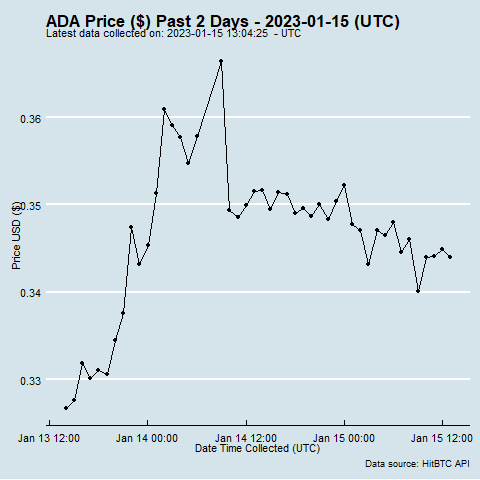 ADA Price ($) Past 2 Days - 2023-01-15 (UTC)
Latest data collected on: 2023-01-15 13:04:25 - UTC
0.36
0.35
0.34
0.33
Price USD ($)
Jan 13 12:00 Jan 14 00:00 Jan 14 12:00 Jan 15 00:00 Jan 15 12:00
Date Time Collected (UTC)
Data source: HitBTC API